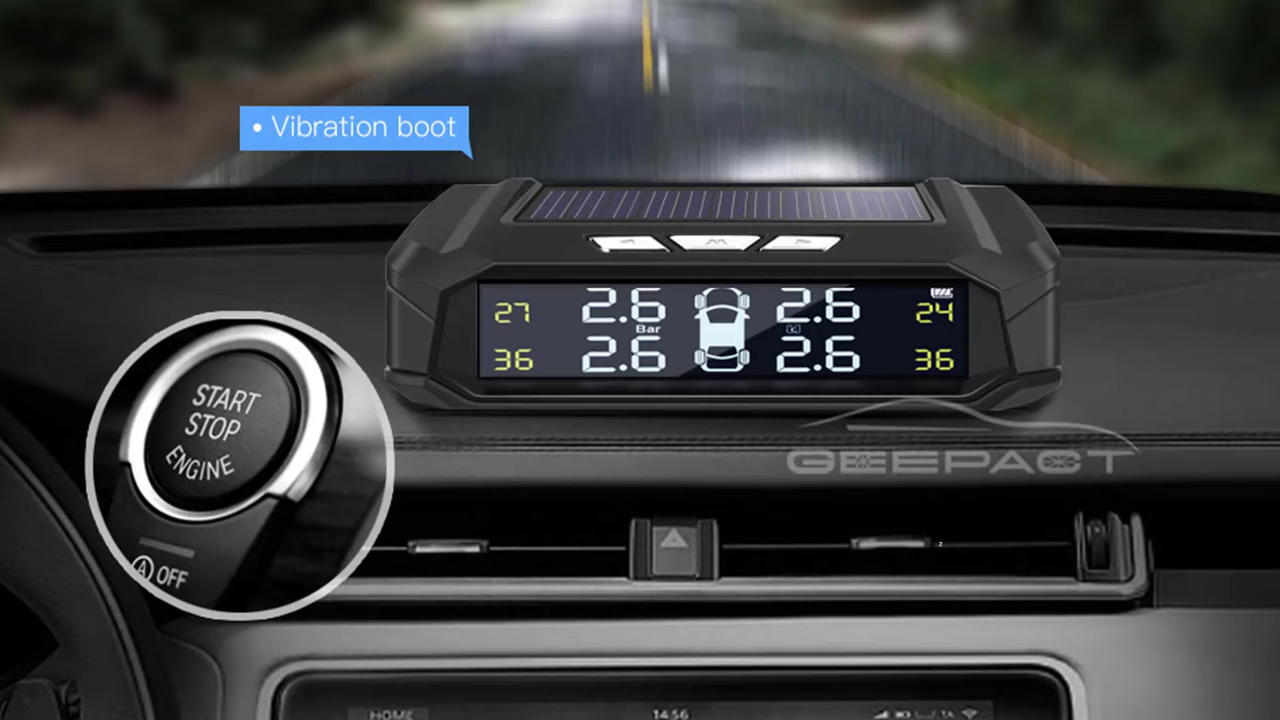 • Vibration boot
27 2.6 2.6 24
Bar
36 2.6 2.6 36
START
STOP
ENGINE
A OFF
GEEPACT
HOME 14:56